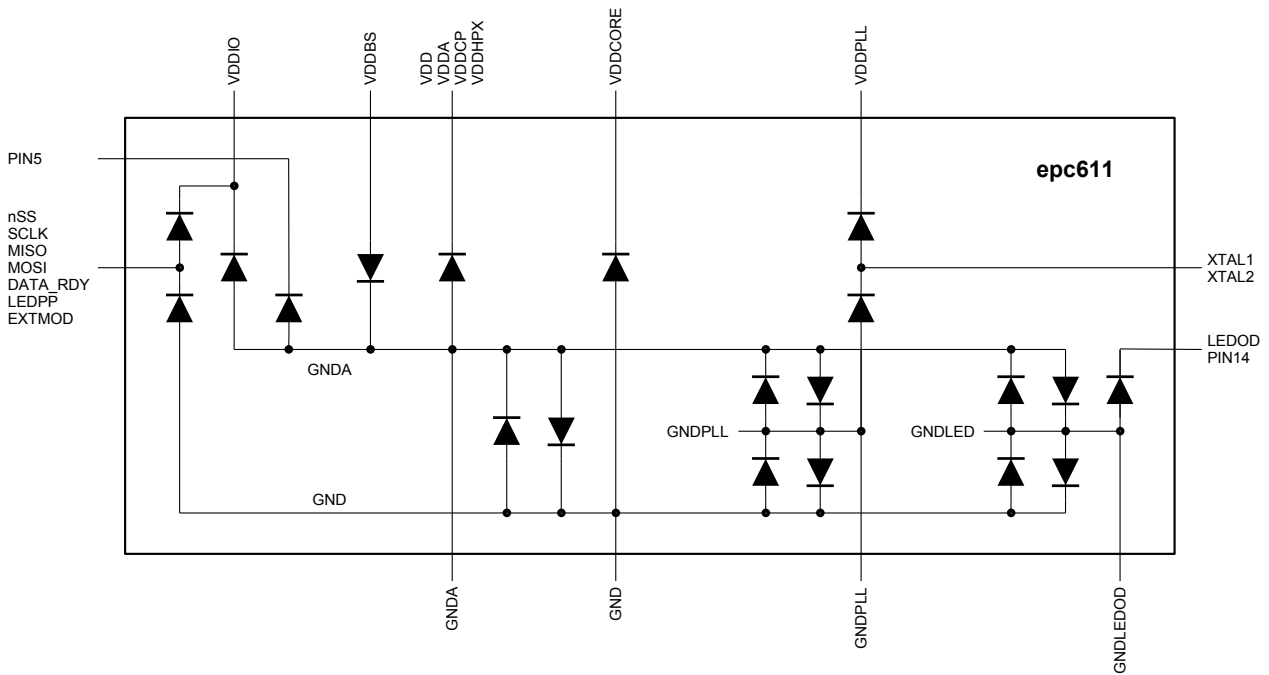 VDDIO
VDDBS
VDD
VDDA
VDDCP
VDDHPX
VDDCORE
VDDPLL
PIN5
epc611
nSS
SCLK
MISO
MOSI
DATA_RDY
LEDPP
EXTMOD
XTAL1
XTAL2
LEDOD
PIN14
GNDA
GNDPLL
GNDLED
GND
GNDA
GND
GNDPLL
GNDLEDOD